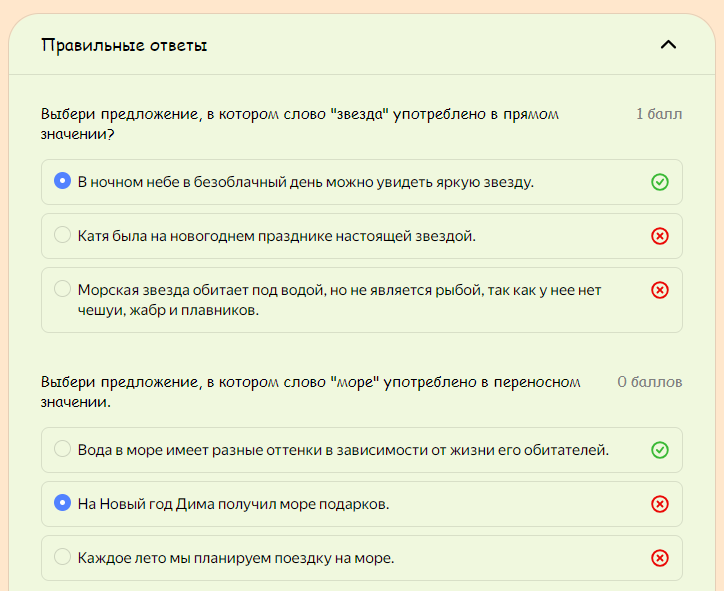 Правильные ответы
Выбери предложение, в котором слово "звезда" употреблено в прямом
значении?
1 балл
В ночном небе в безоблачный день можно увидеть яркую звезду.
Катя была на новогоднем празднике настоящей звездой.
Морская звезда обитает под водой, но не является рыбой, так как у нее нет
чешуи, жабр и плавников.
Выбери предложение, в котором слово "море" употреблено в переносном
значении.
0 баллов
Вода в море имеет разные оттенки в зависимости от жизни его обитателей.
На Новый год Дима получил море подарков.
Каждое лето мы планируем поездку на море.